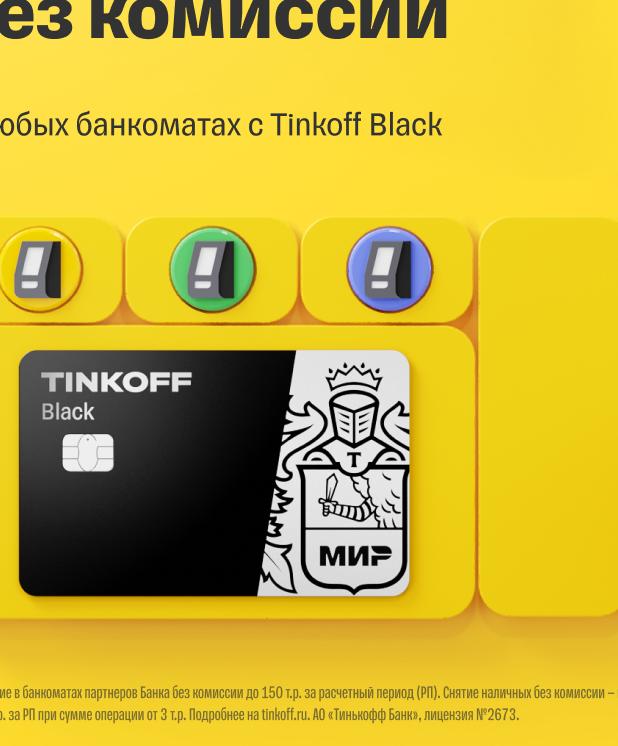 ез комиссии
юбых банкоматах с Tinkoff Black
TINKOFF
Black
T
МИР
ие в банкоматах партнеров Банка без комиссии до 150 т.р. за расчетный период (РП). Снятие наличных без комиссии –
. за РП при сумме операции от 3 т.р. Подробнее на tinkoff.ru. АО «Тинькофф Банк», лицензия №2673.